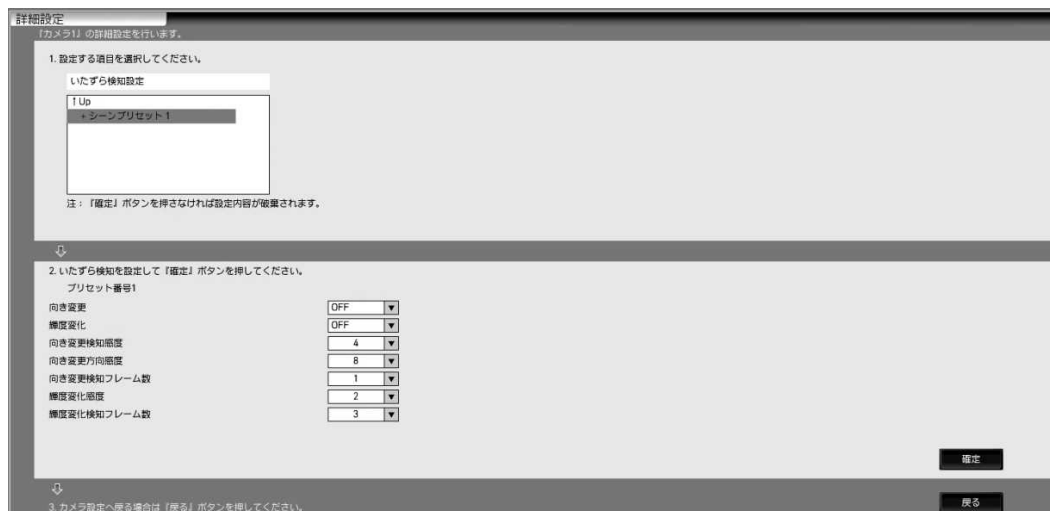 詳細設定
『カメラ1』の詳細設定を行います。
1. 設定する項目を選択してください。
いたずら検知設定
↑Up
+シーンプリセット1
注：『確定』ボタンを押さなければ設定内容が破棄されます。
2. いたずら検知を設定して『確定』ボタンを押してください。
プリセット番号1
向き変更 OFF
輝度変化 OFF
向き変更検知感度 4
向き変更方向感度 8
向き変更検知フレーム数 1
輝度変化感度 2
輝度変化検知フレーム数 3
確定
3. カメラ設定へ戻る場合は『戻る』ボタンを押してください。
戻る